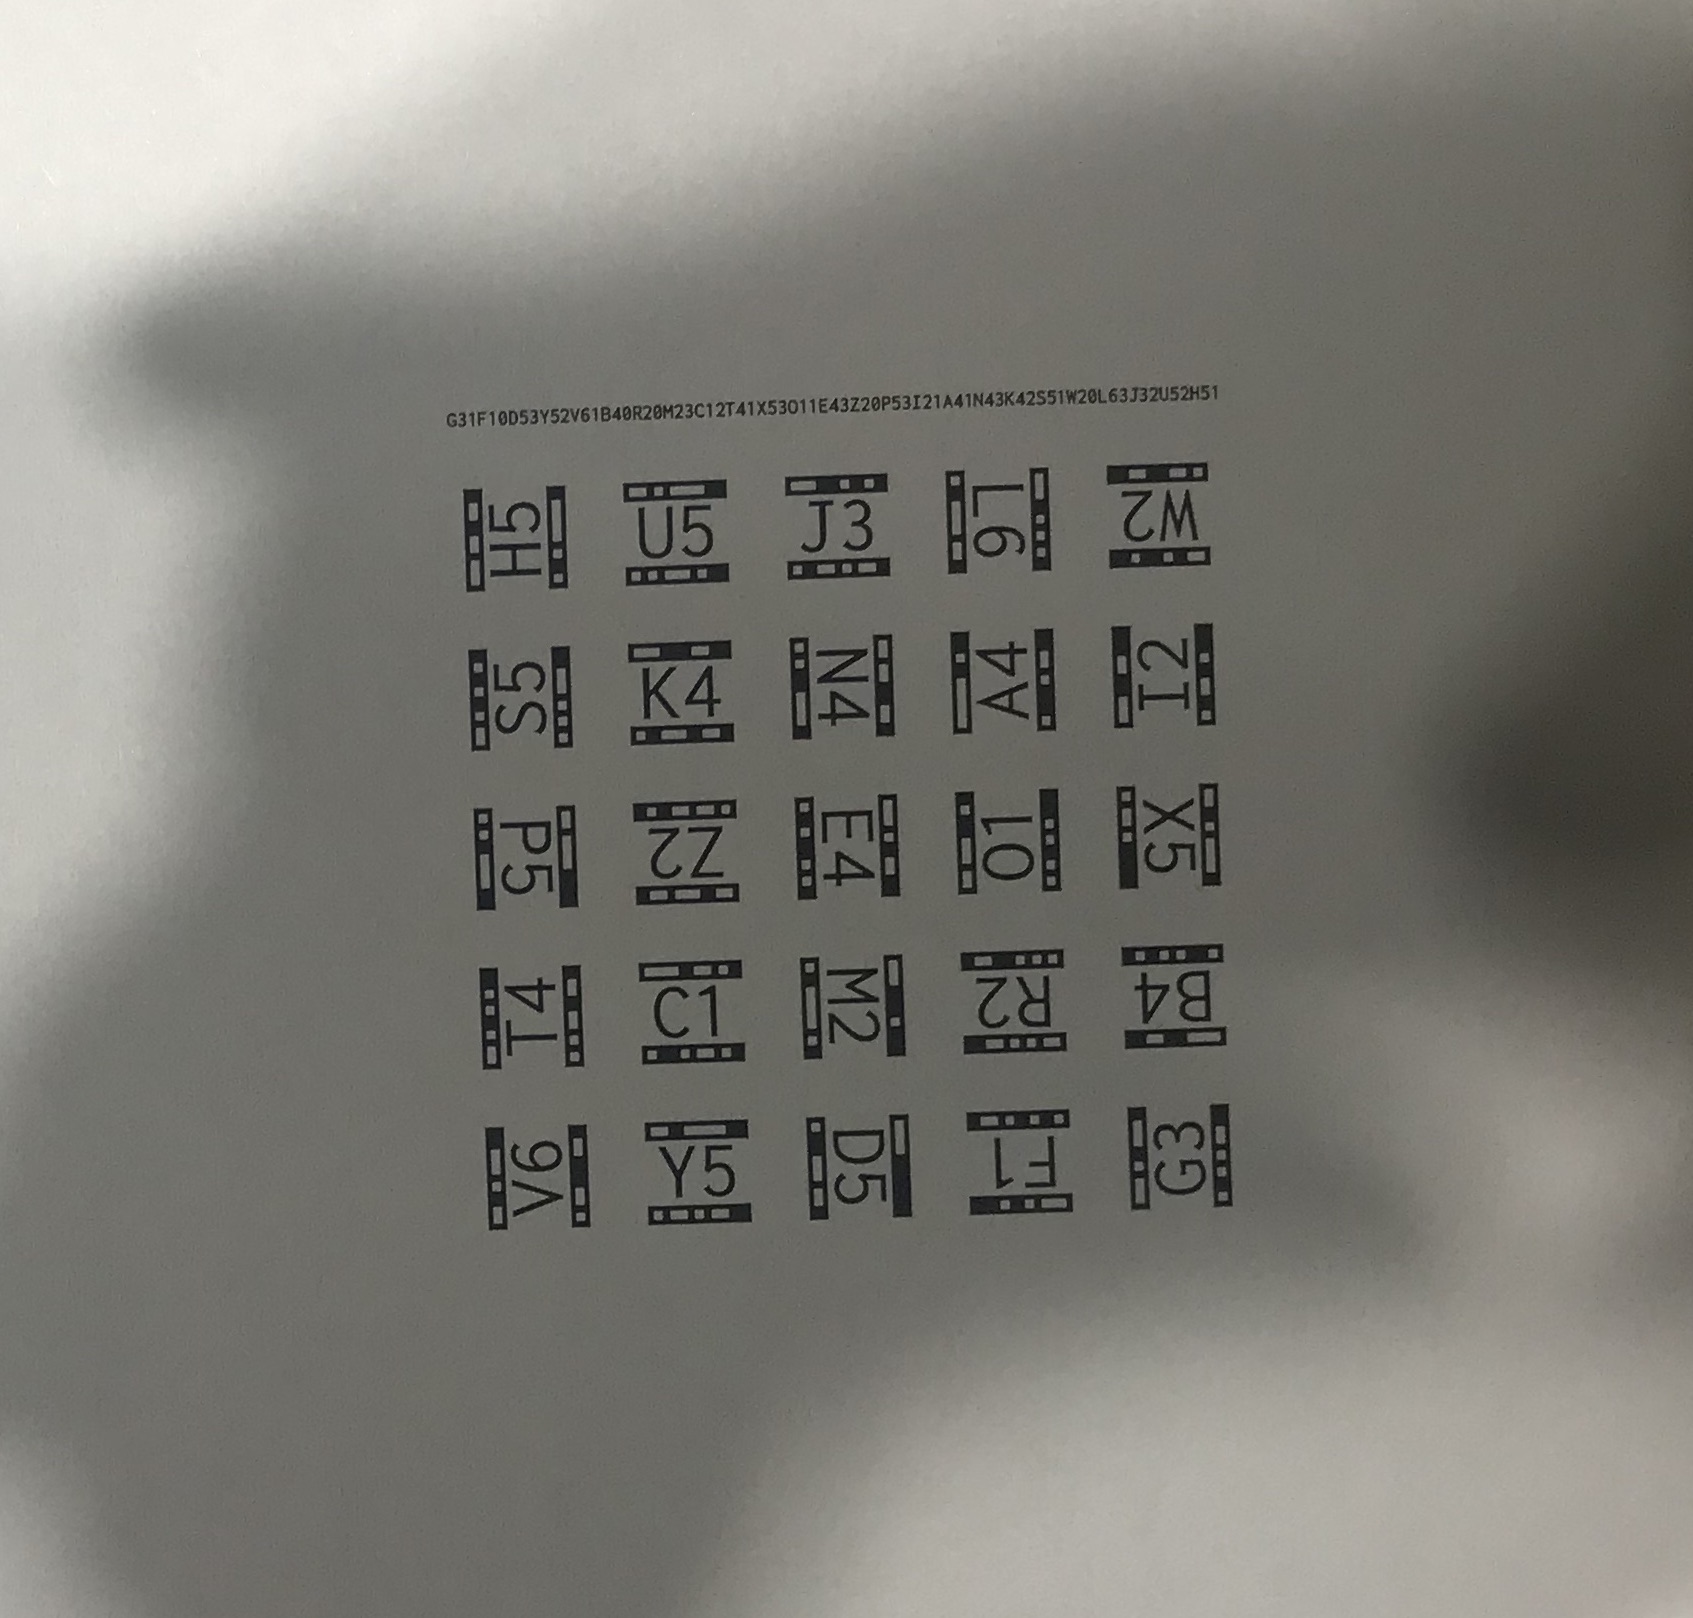 G31F10D53Y52V61B40R20M23C12T41X53O11E43Z20P53I21A41N43K42S51W20L63J32U52H51
H5 U5 J3 L6 W2
S5 K4 N4 A4 I2
P5 Z2 E4 O1 X5
T4 C1 M2 R2 B4
V6 Y5 D5 F1 G3